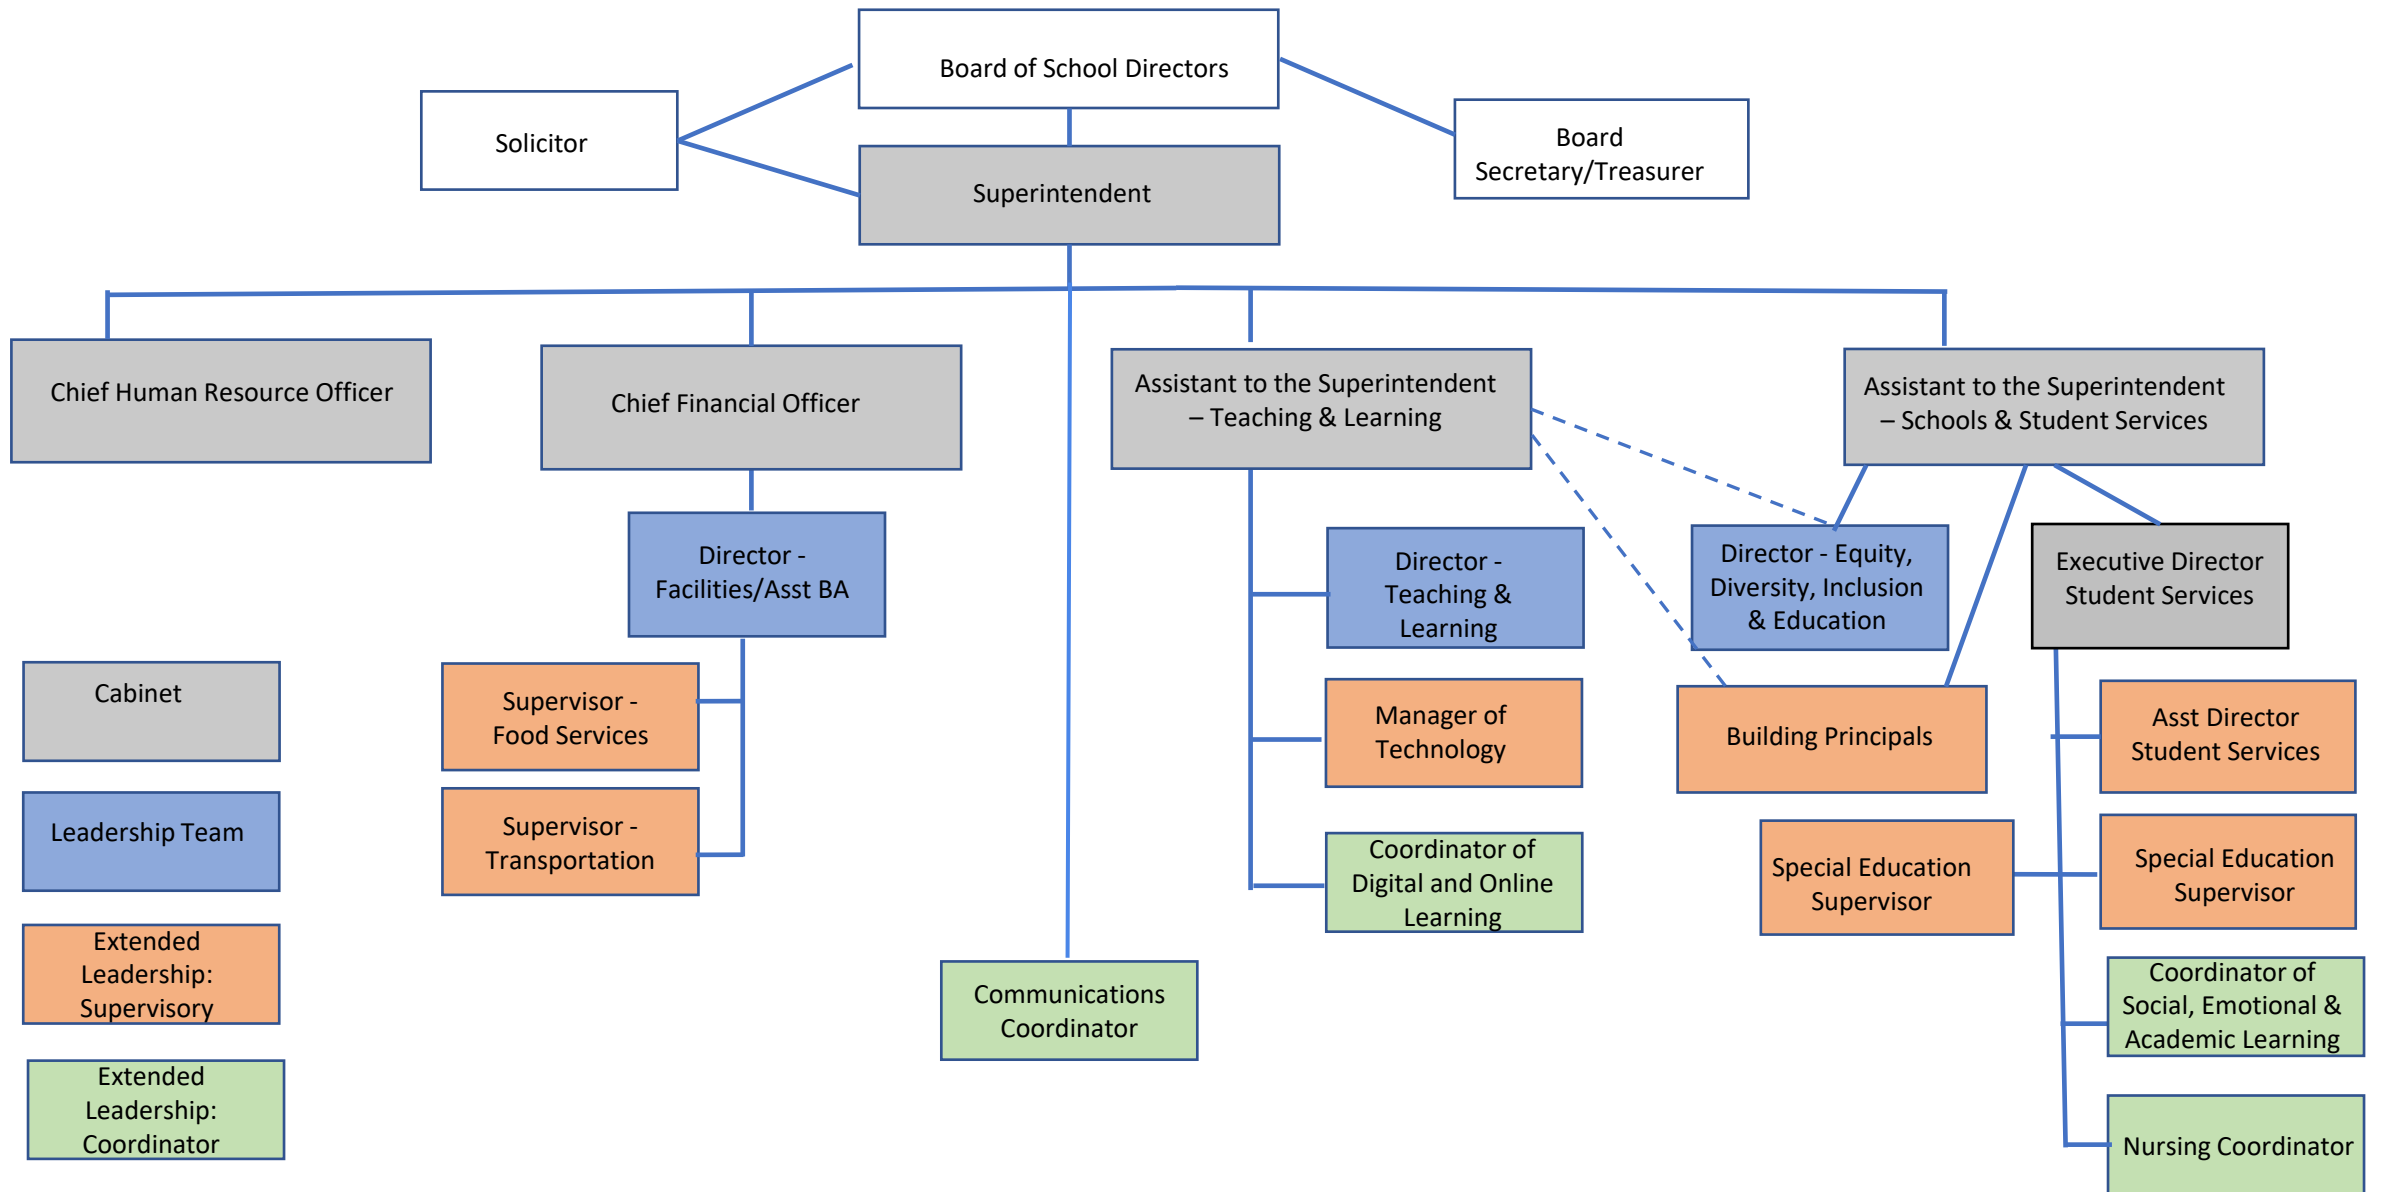 Board of School Directors
Solicitor
Board
Secretary/Treasurer
Superintendent
Chief Human Resource Officer
Chief Financial Officer
Assistant to the Superintendent
– Teaching & Learning
Assistant to the Superintendent
– Schools & Student Services
Director -
Facilities/Asst BA
Director -
Teaching &
Learning
Director - Equity,
Diversity, Inclusion
& Education
Executive Director
Student Services
Cabinet
Supervisor -
Food Services
Manager of
Technology
Building Principals
Asst Director
Student Services
Leadership Team
Supervisor -
Transportation
Coordinator of
Digital and Online
Learning
Special Education
Supervisor
Special Education
Supervisor
Extended
Leadership:
Supervisory
Communications
Coordinator
Coordinator of
Social, Emotional &
Academic Learning
Extended
Leadership:
Coordinator
Nursing Coordinator